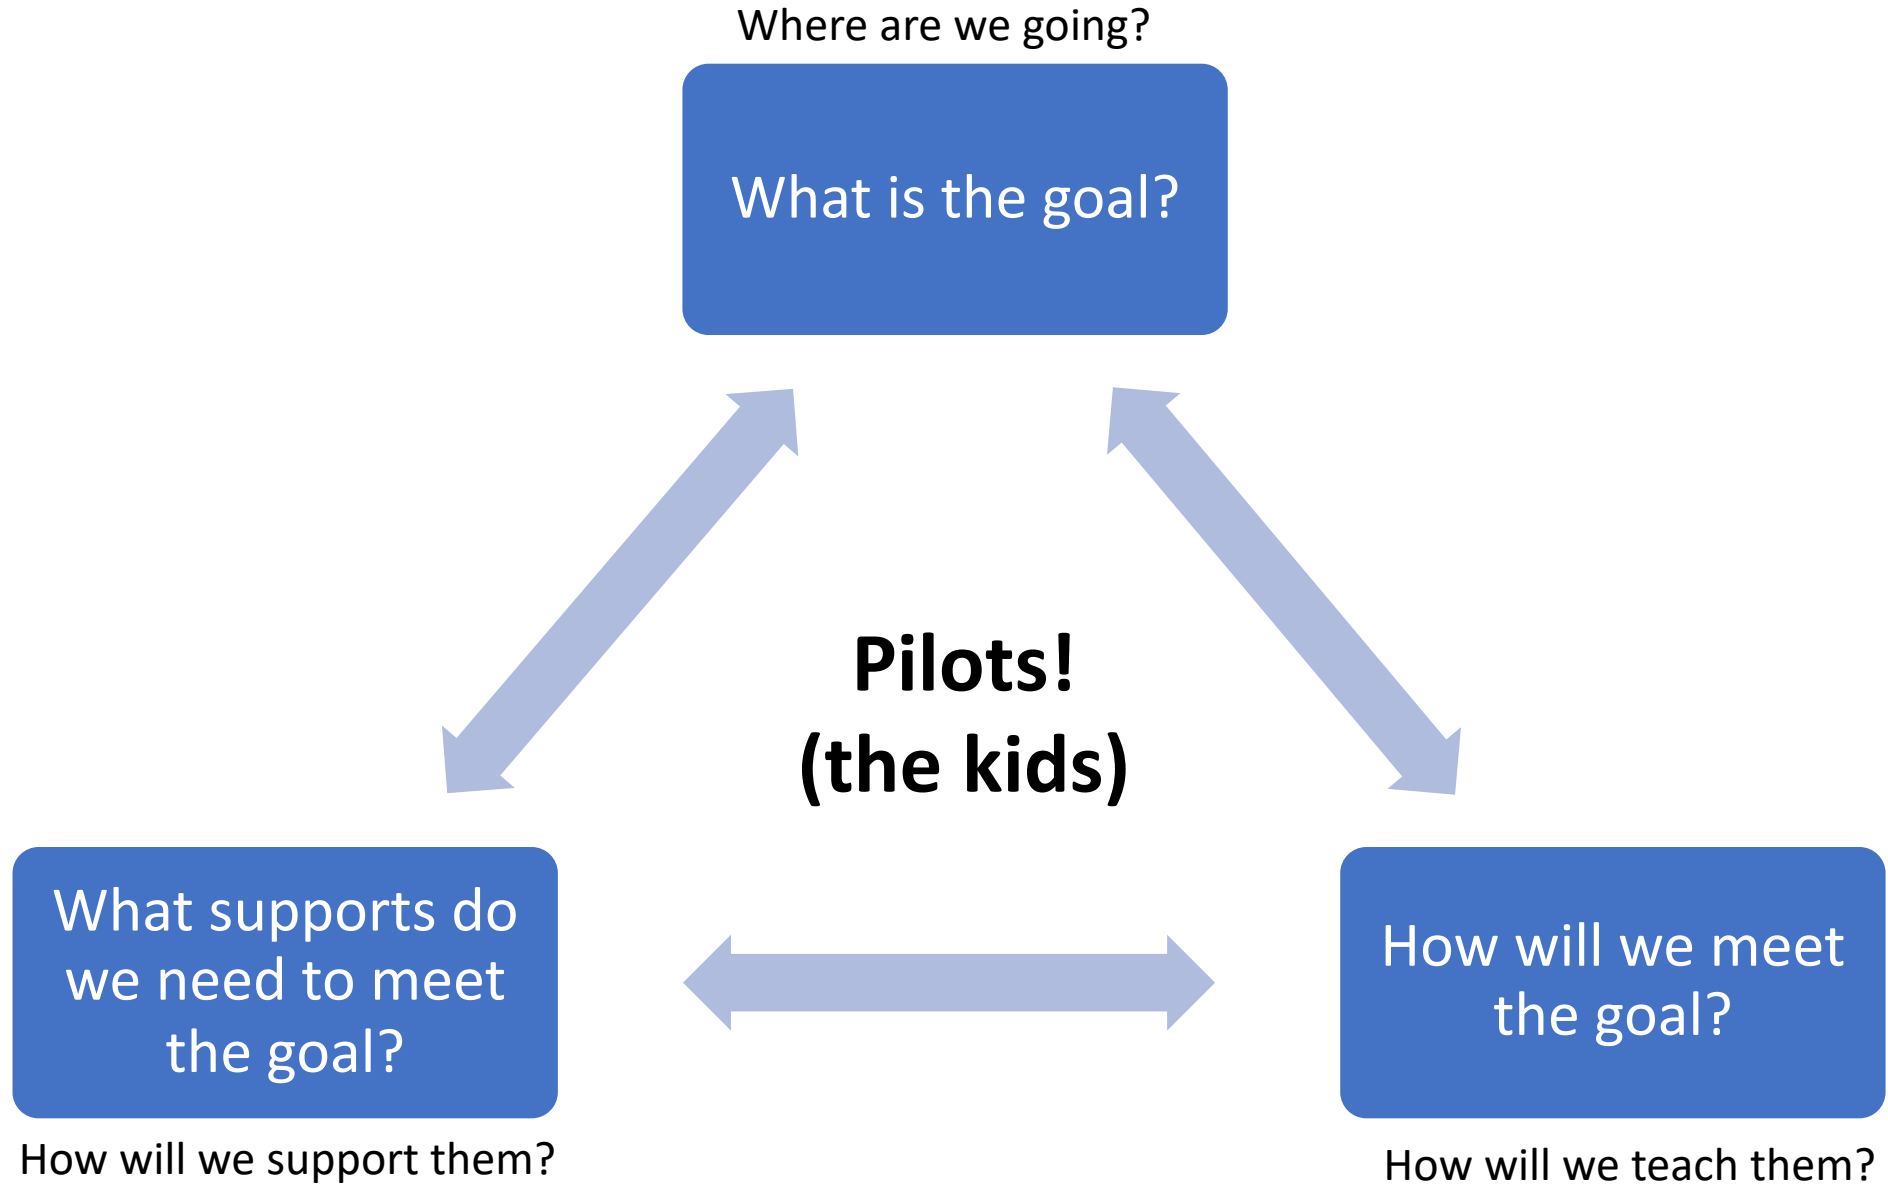 Where are we going?
What is the goal?
Pilots!
(the kids)
What supports do
we need to meet
the goal?
How will we support them?
How will we meet
the goal?
How will we teach them?